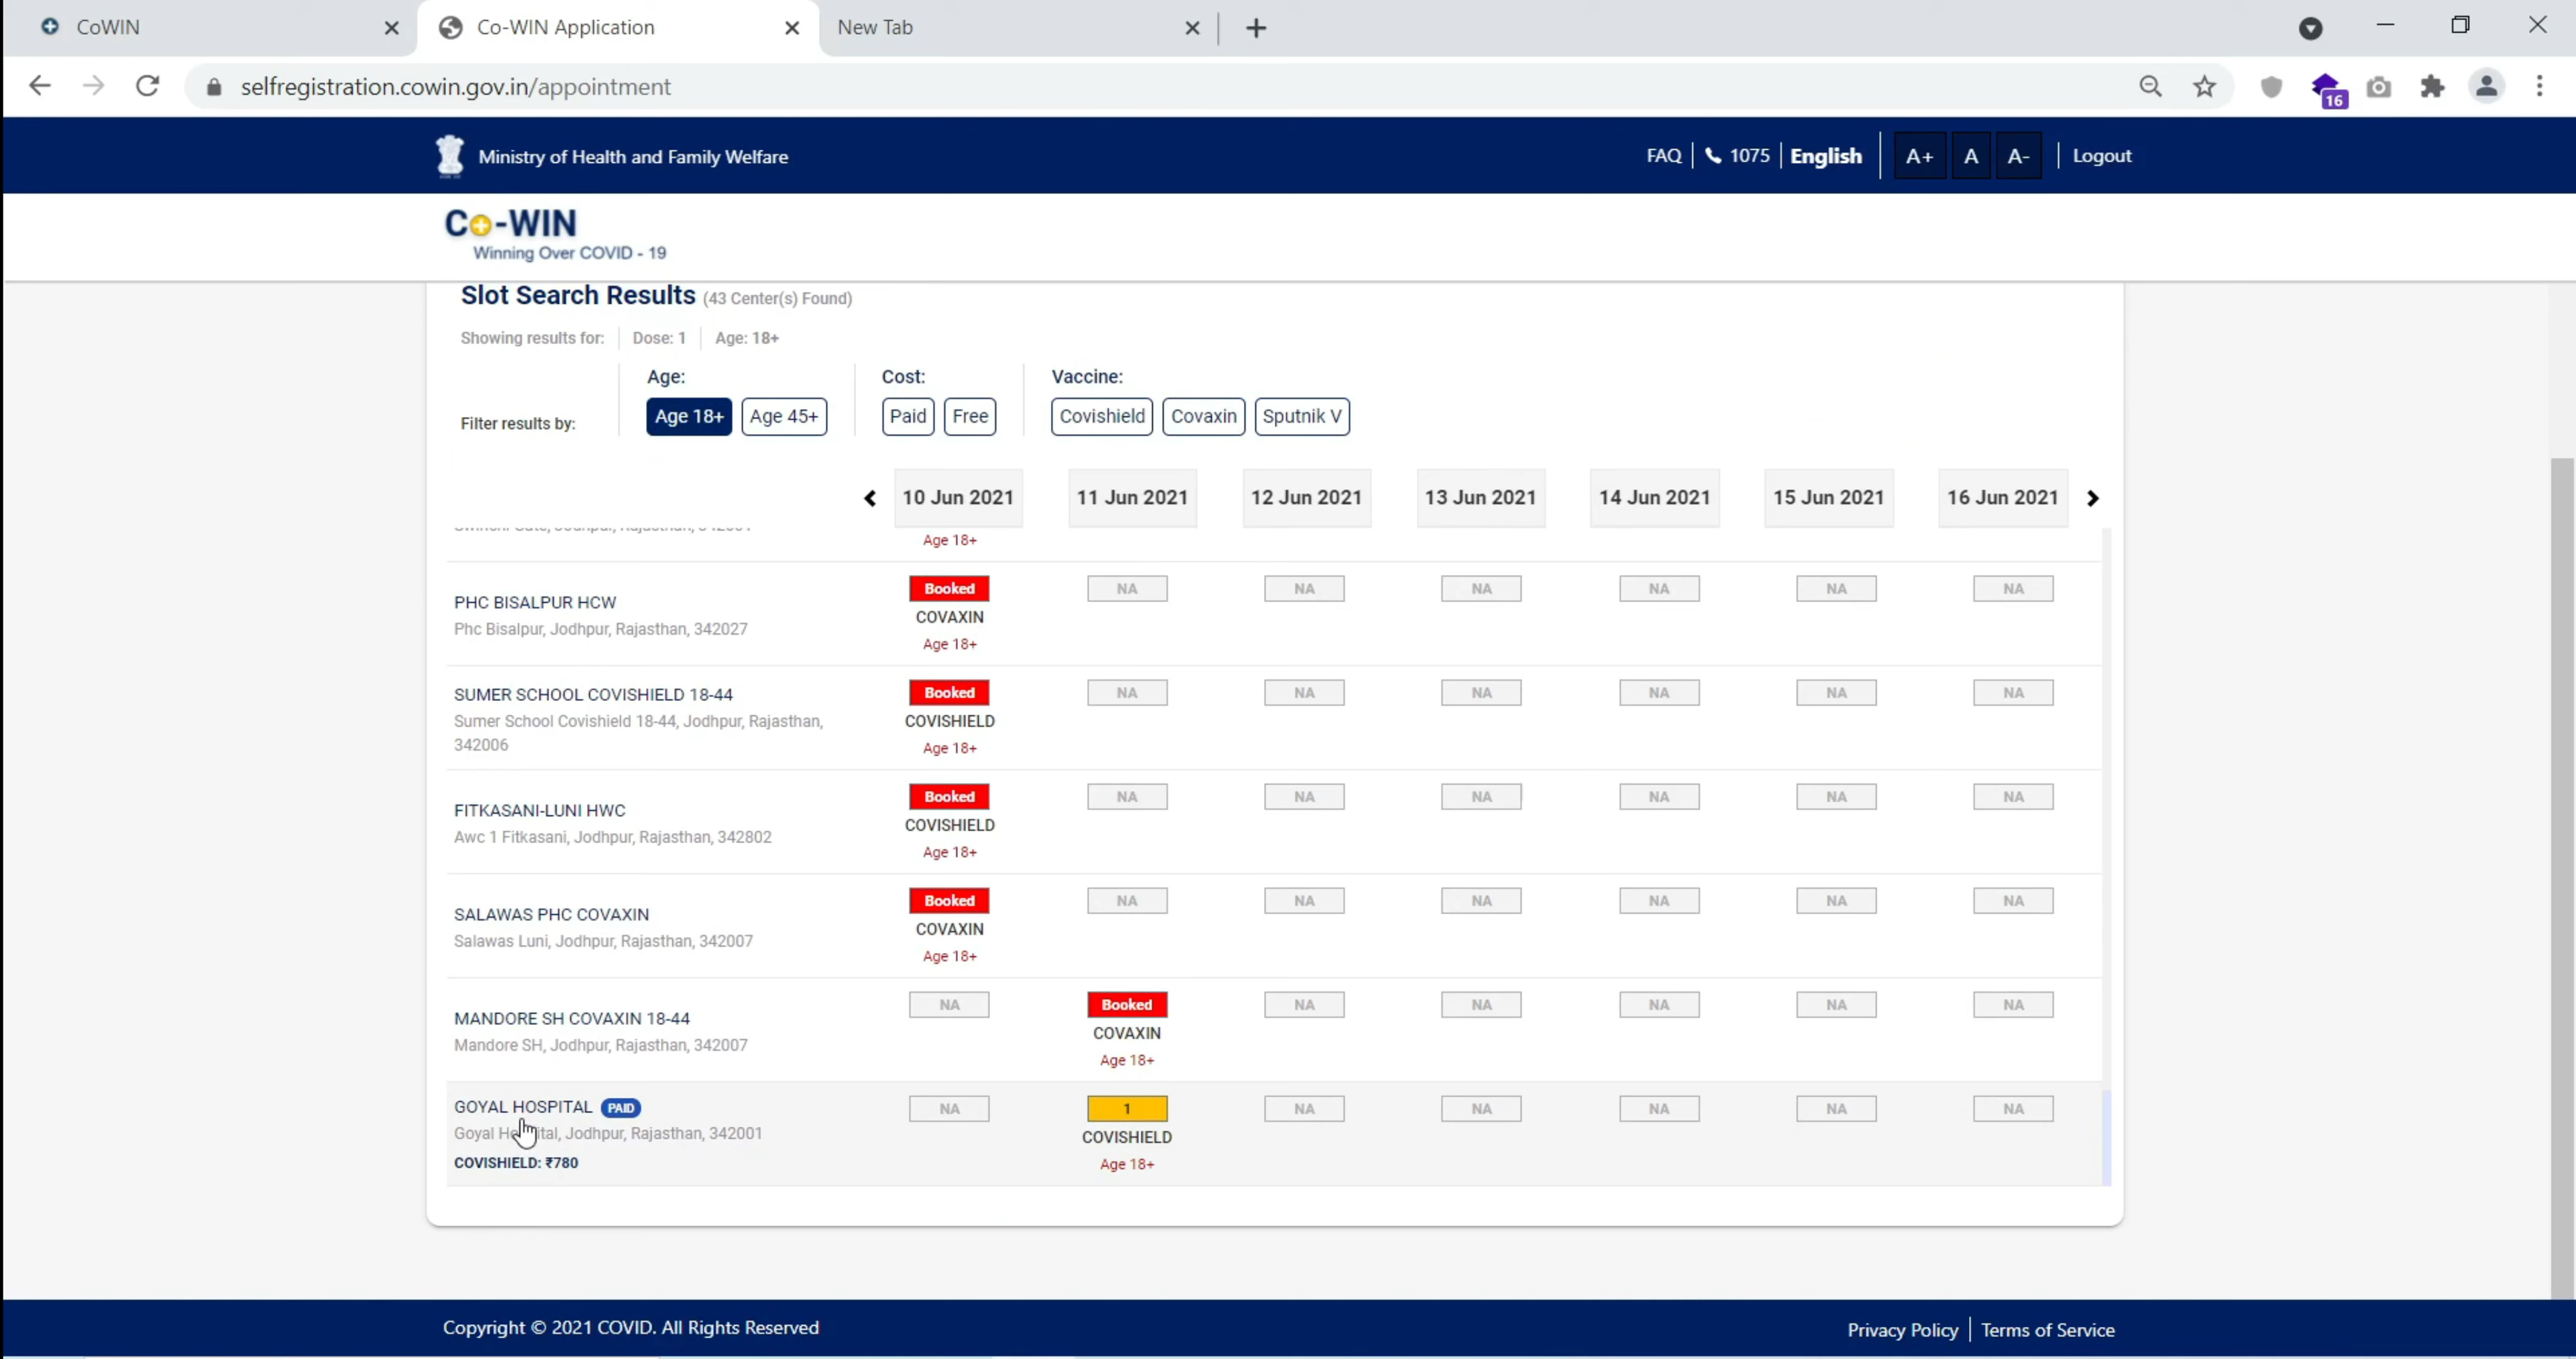 CoWIN
Co-WIN Application
New Tab
selfregistration.cowin.gov.in/appointment
16
Ministry of Health and Family Welfare
FAQ 1075 English A+ A A- Logout
Co-WIN
Winning Over COVID - 19
Slot Search Results (43 Center(s) Found)
Showing results for: Dose: 1 Age: 18+
Age: Cost: Vaccine:
Filter results by: Age 18+ Age 45+ Paid Free Covishield Covaxin Sputnik V
10 Jun 2021 11 Jun 2021 12 Jun 2021 13 Jun 2021 14 Jun 2021 15 Jun 2021 16 Jun 2021
Age 18+
PHC BISALPUR HCW
Phc Bisalpur, Jodhpur, Rajasthan, 342027
Booked NA NA NA NA NA NA
COVAXIN
Age 18+
SUMER SCHOOL COVISHIELD 18-44
Sumer School Covishield 18-44, Jodhpur, Rajasthan,
342006
Booked NA NA NA NA NA NA
COVISHIELD
Age 18+
FITKASANI-LUNI HWC
Awc 1 Fitkasani, Jodhpur, Rajasthan, 342802
Booked NA NA NA NA NA NA
COVISHIELD
Age 18+
SALAWAS PHC COVAXIN
Salawas Luni, Jodhpur, Rajasthan, 342007
Booked NA NA NA NA NA NA
COVAXIN
Age 18+
MANDORE SH COVAXIN 18-44
Mandore SH, Jodhpur, Rajasthan, 342007
NA Booked NA NA NA NA NA
COVAXIN
Age 18+
GOYAL HOSPITAL PAID
Goyal Hospital, Jodhpur, Rajasthan, 342001
COVISHIELD: ₹780
NA 1 NA NA NA NA NA
COVISHIELD
Age 18+
Copyright © 2021 COVID. All Rights Reserved
Privacy Policy Terms of Service